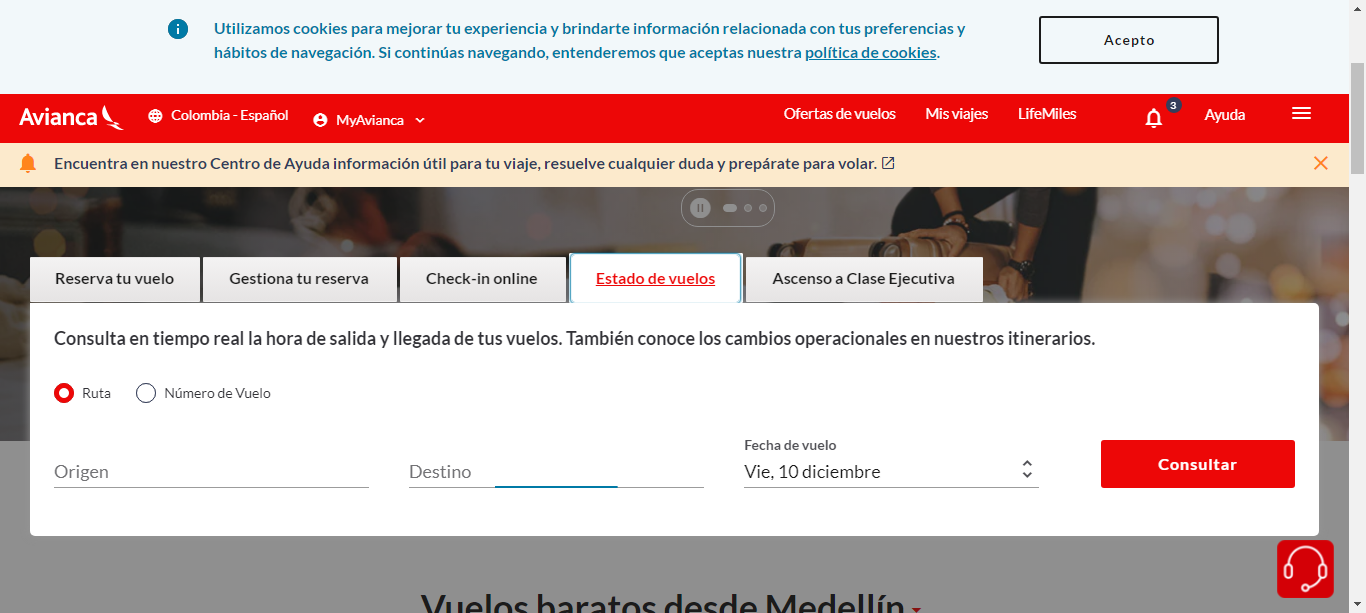 Utilizamos cookies para mejorar tu experiencia y brindarte información relacionada con tus preferencias y
hábitos de navegación. Si continúas navegando, entenderemos que aceptas nuestra política de cookies.
Acepto
Avianca
Colombia - Español
MyAvianca
Ofertas de vuelos
Mis viajes
LifeMiles
3
Ayuda
Encuentra en nuestro Centro de Ayuda información útil para tu viaje, resuelve cualquier duda y prepárate para volar.
Reserva tu vuelo
Gestiona tu reserva
Check-in online
Estado de vuelos
Ascenso a Clase Ejecutiva
Consulta en tiempo real la hora de salida y llegada de tus vuelos. También conoce los cambios operacionales en nuestros itinerarios.
Ruta
Número de Vuelo
Origen
Destino
Fecha de vuelo
Vie, 10 diciembre
Consultar
Vuelos baratos desde Medellín